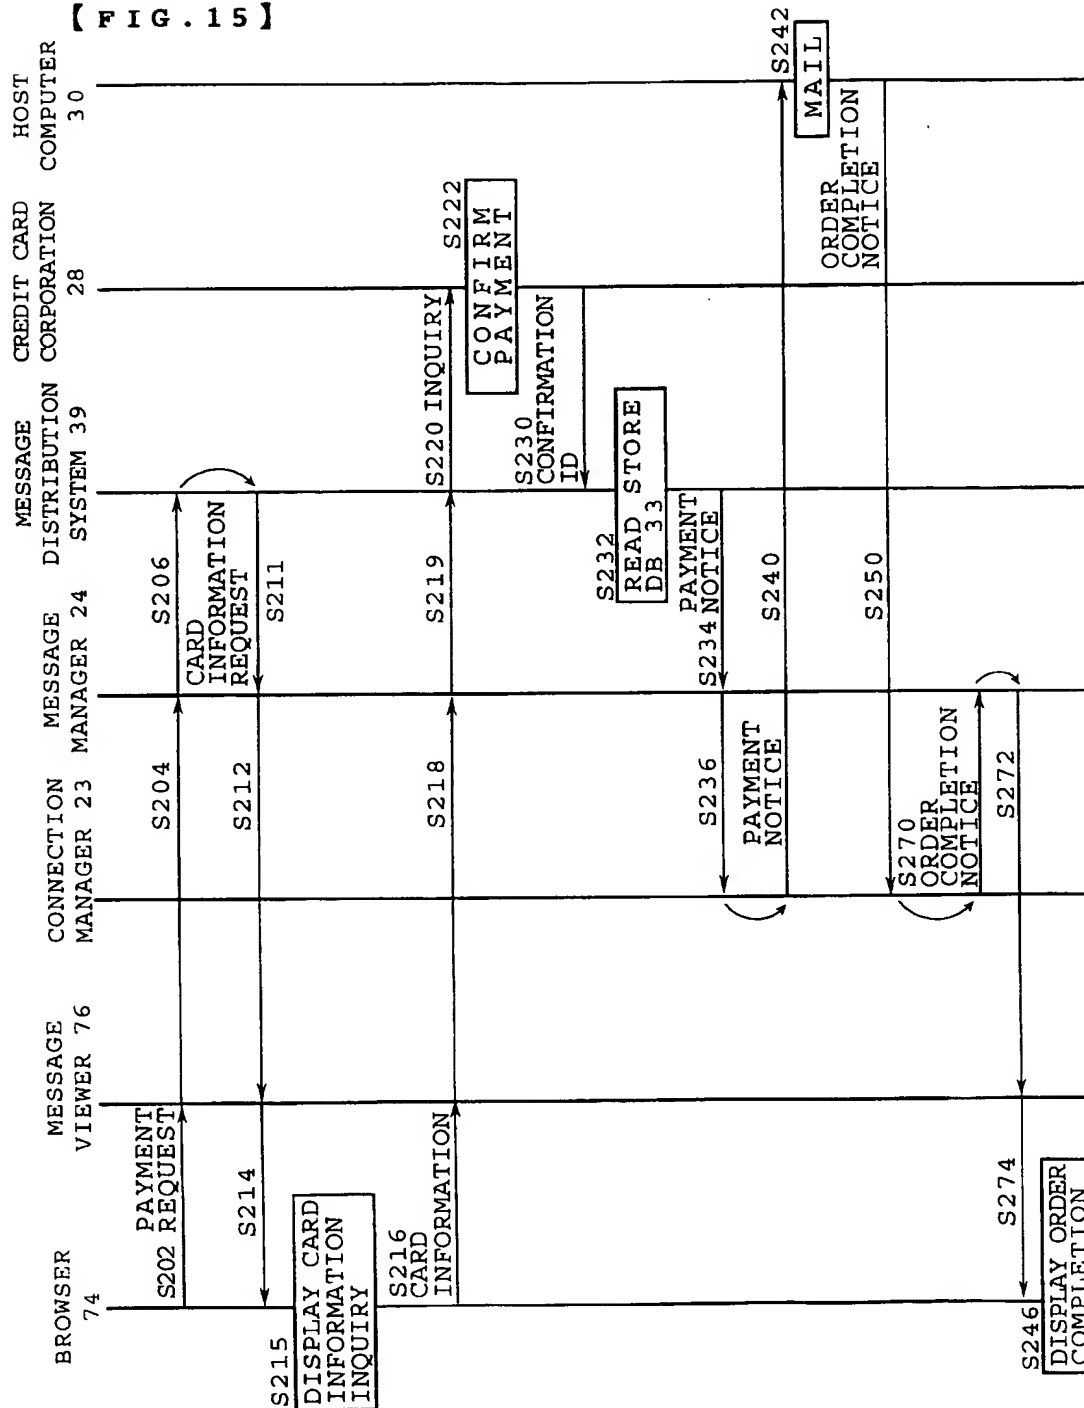 【FIG.15】
BROWSER
74
MESSAGE
VIEWER 76
CONNECTION
MANAGER 23
MESSAGE
MANAGER 24
MESSAGE
DISTRIBUTION
SYSTEM 39
CREDIT CARD
CORPORATION
28
HOST
COMPUTER
30
PAYMENT
S202 REQUEST
S204
S206
CARD
INFORMATION
REQUEST
S211
S212
S214
S215
DISPLAY CARD
INFORMATION
INQUIRY
S216
CARD
INFORMATION
S218
S219
S220 INQUIRY
S222
CONFIRM
PAYMENT
S230
CONFIRMATION
ID
S232
READ STORE
DB 33
PAYMENT
S234 NOTICE
S236
PAYMENT
NOTICE
S240
S242
MAIL
ORDER
COMPLETION
NOTICE
S250
S270
ORDER
COMPLETION
NOTICE
S272
S274
S246
DISPLAY ORDER
COMPLETION